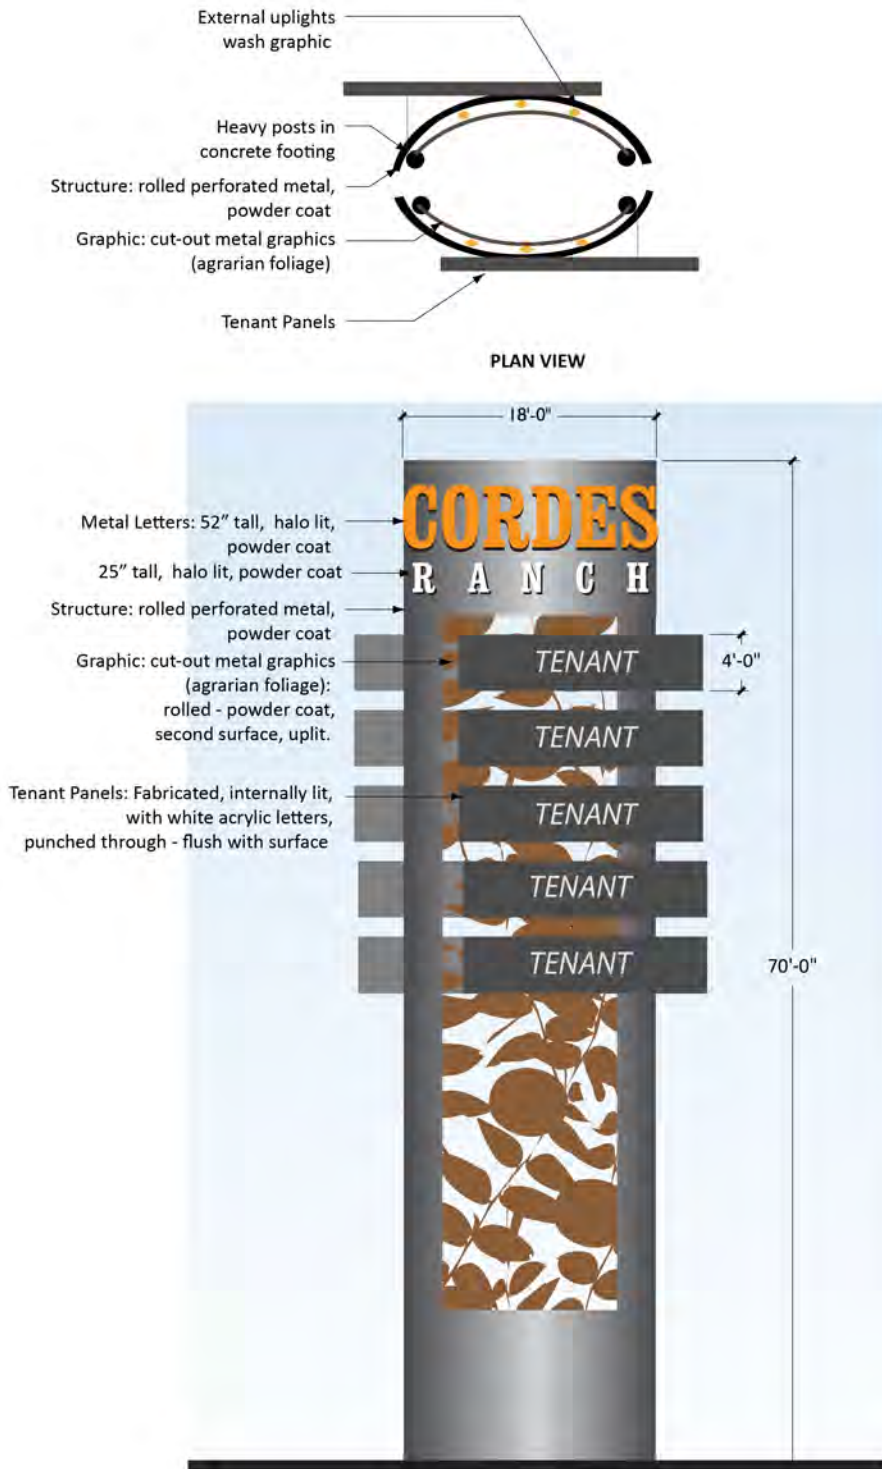 External uplights
wash graphic
Heavy posts in
concrete footing
Structure: rolled perforated metal,
powder coat
Graphic: cut-out metal graphics
(agrarian foliage)
Tenant Panels
PLAN VIEW
18'-0"
CORDES
RANCH
Metal Letters: 52" tall, halo lit,
powder coat
25" tall, halo lit, powder coat
Structure: rolled perforated metal,
powder coat
Graphic: cut-out metal graphics
(agrarian foliage):
rolled - powder coat,
second surface, uplit.
Tenant Panels: Fabricated, internally lit,
with white acrylic letters,
punched through - flush with surface
TENANT
4'-0"
TENANT
TENANT
TENANT
TENANT
70'-0"